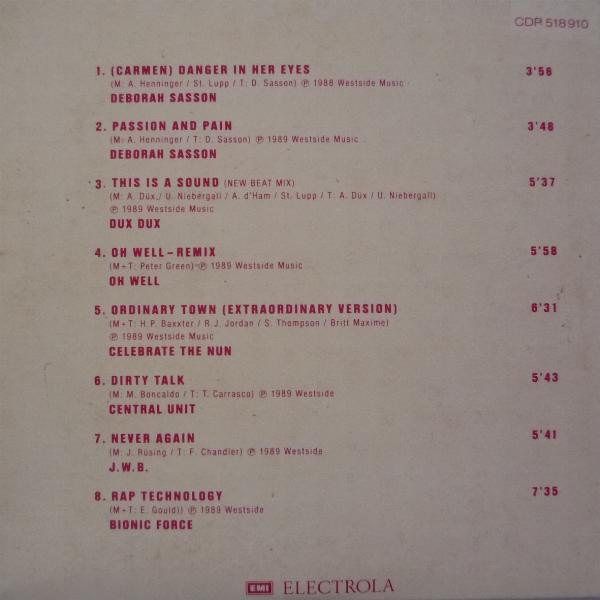 CDP 518910
1. (CARMEN) DANGER IN HER EYES 3'56
(M: A. Henninger / St. Lupp / T: D. Sasson) ℗ 1988 Westside Music
DEBORAH SASSON
2. PASSION AND PAIN 3'48
(M: A. Henninger / T: D. Sasson) ℗ 1989 Westside Music
DEBORAH SASSON
3. THIS IS A SOUND (NEW BEAT MIX) 5'37
(M: A. Düx,/ U. Niebergall / A. d'Ham / St. Lupp / T: A. Düx / U. Niebergall)
℗ 1989 Westside Music
DUX DUX
4. OH WELL – REMIX 5'58
(M+T: Peter Green) ℗ 1989 Westside Music
OH WELL
5. ORDINARY TOWN (EXTRAORDINARY VERSION) 6'31
(M+T: H.P. Baxxter / R.J. Jordan / S. Thompson / Britt Maxime)
℗ 1989 Westside Music
CELEBRATE THE NUN
6. DIRTY TALK 5'43
(M: M. Boncaldo / T: T. Carrasco) ℗ 1989 Westside
CENTRAL UNIT
7. NEVER AGAIN 5'41
(M: J. Rüsing / T: F. Chandler) ℗ 1989 Westside
J.W.B.
8. RAP TECHNOLOGY 7'35
(M+T: E. Gould)) ℗ 1989 Westside
BIONIC FORCE
EMI ELECTROLA